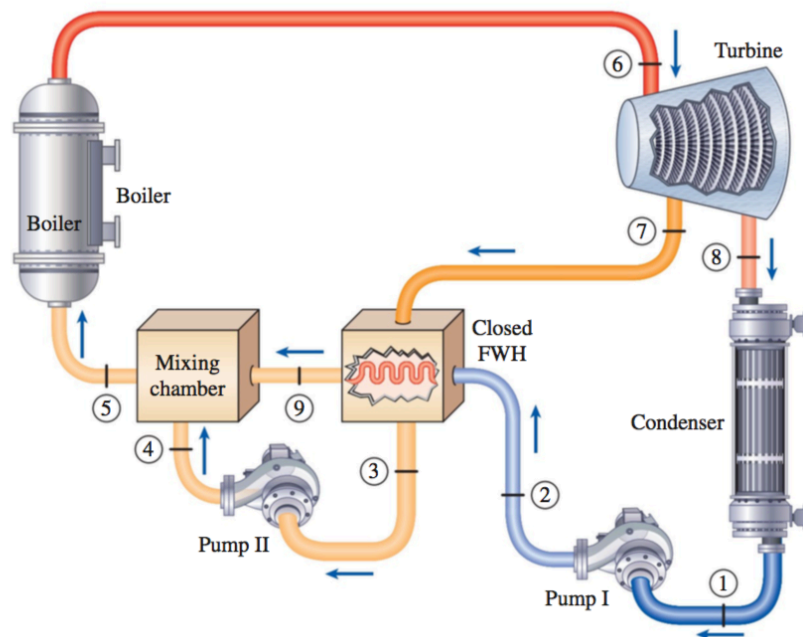 6
Turbine
Boiler
Boiler
7
8
Closed
FWH
Mixing
chamber
5
9
4
3
Condenser
2
Pump II
Pump I
1